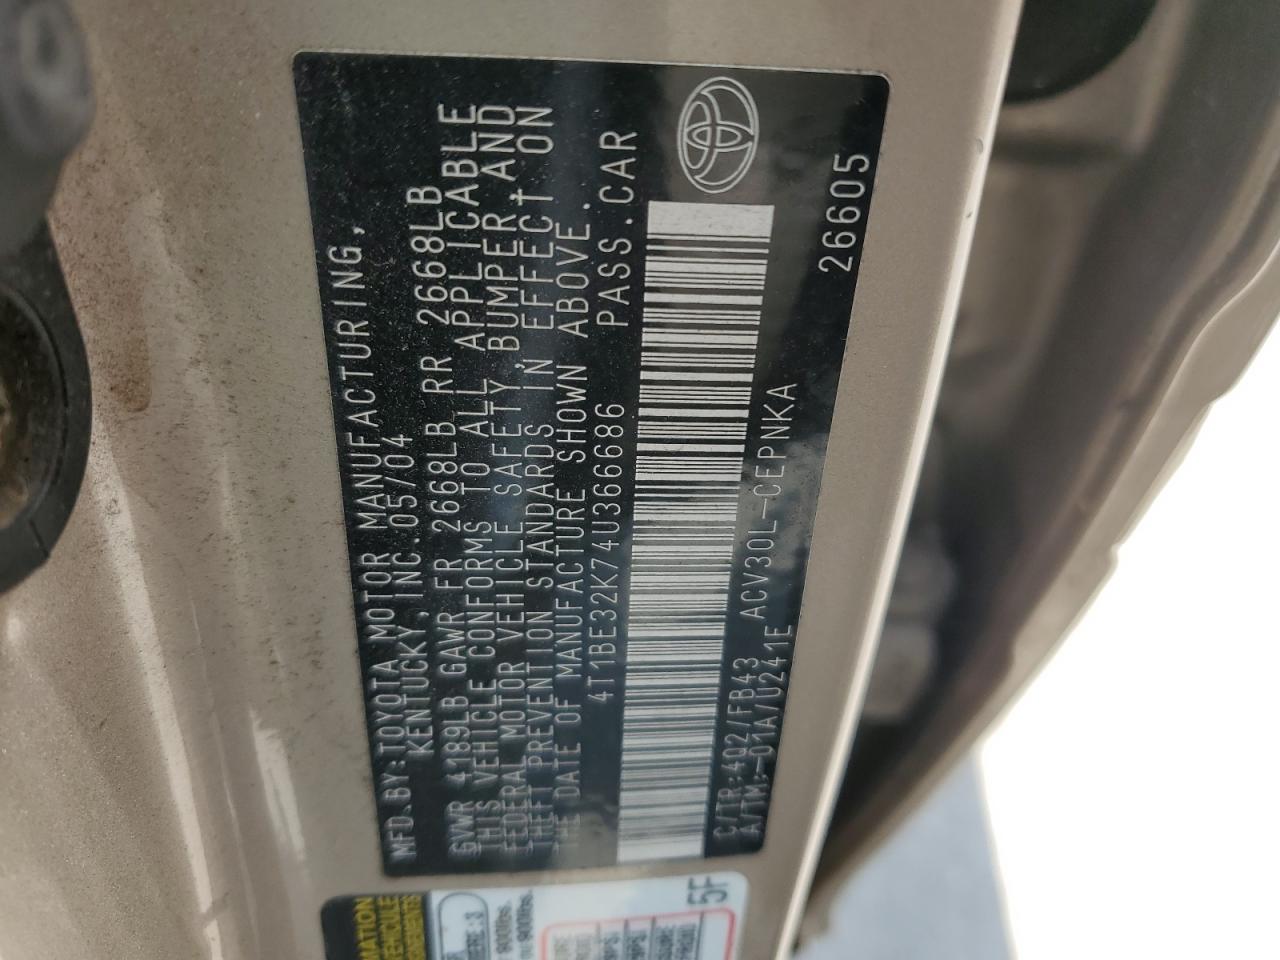 MFD.BY:TOYOTA MOTOR MANUFACTURING,
KENTUCKY,INC.05/04
GVWR 4189LB GAWR FR 2668LB RR 2668LB
THIS VEHICLE CONFORMS TO ALL APPLICABLE
FEDERAL MOTOR VEHICLE SAFETY,BUMPER,AND
THEFT PREVENTION STANDARDS IN EFFECT ON
THE DATE OF MANUFACTURE SHOWN ABOVE.
4T1BE32K74U366686 PASS.CAR
C/TR:4Q2/FB43 ACV30L-CEPNKA
A/TM:-01A/U241E
26605
5F